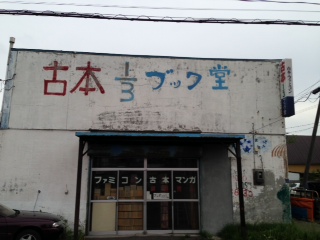 古本 1/3 ブック堂
ファミコン 古本 マンガ